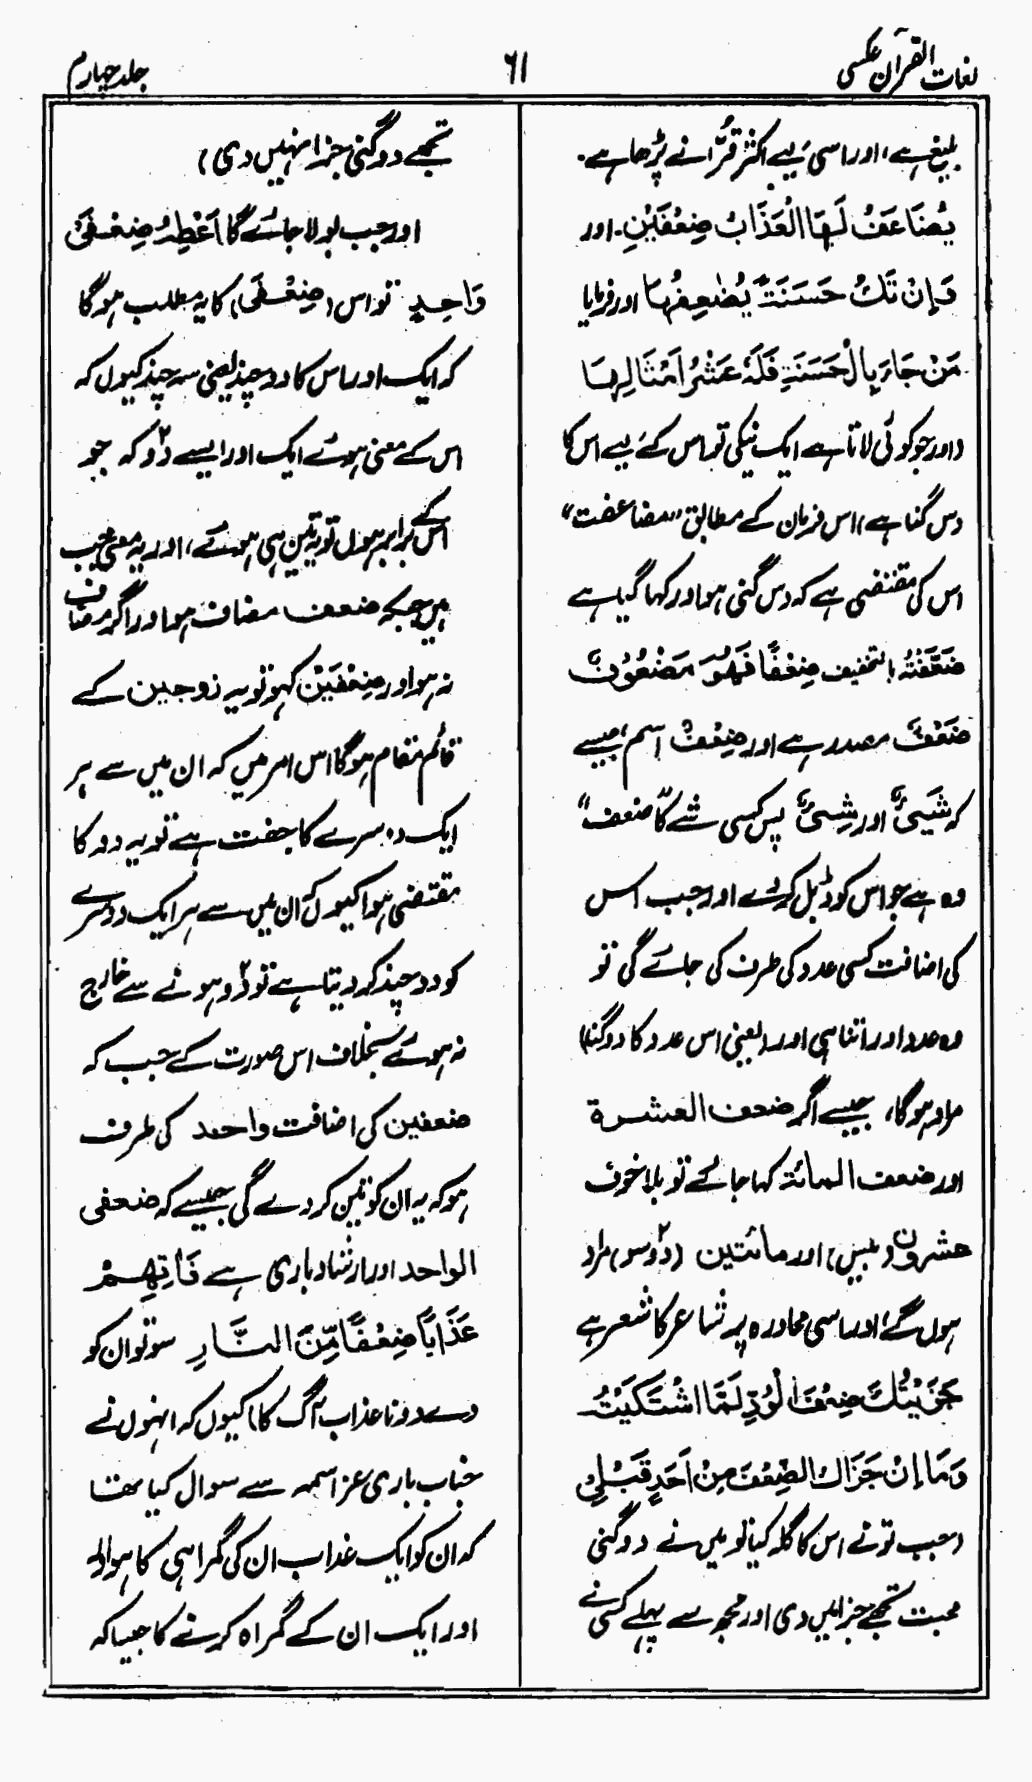 لغات القرآن عکسی
۶۱
جلد چہارم
بلیغ ہے، اور اسی لیے اکثر قُرّا نے پڑھا ہے۔
یُضَاعَفُ لَہَا الْعَذَابُ ضِعْفَیْنِ۔ اور
وَاِنْ تَكُ حَسَنَۃً یُضٰعِفْہَا اور فرمایا
مَنْ جَاءَ بِالْحَسَنَةِ فَلَہٗ عَشْرُ اَمْثَالِہَا
(اور جو کوئی لاتا ہے ایک نیکی تو اس کے لیے اس کا
دس گنا ہے) اس فرمان کے مطابق "مضاعفت"
اس کی مقتضی ہے کہ دس گنی ہو اور کہا گیا ہے
ضَعَفْتُہٗ بالتخفیف ضِعْفًا فَهُوَ مَضْعُوْفٌ
ضَعْفٌ مصدر ہے اور ضِعْفٌ اسم، جیسے
کہ شَیْئٌ اور شِیْئٌ پس کسی شے کا "ضعف"
وہ ہے جو اس کو ڈبل کر دے اور جب اس
کی اضافت کسی عدد کی طرف کی جائے گی تو
وہ عدد اور اتنا ہی اور (یعنی اس عدد کا دوگنا)
مراد ہوگا، جیسے اگر ضعف العشرة
اور ضعف المائة کہا جائے تو بلا خوف
عشرون (بیس) اور مائتین (دو سو) مراد
ہوں گے، اور اسی محاورہ پر شاعر کا شعر ہے
جَزَیْتُكَ ضِعْفَ الْوُدِّ لَمَّا اشْتَکَیْتُہٗ
وَمَا اِنْ جَزَاكَ الضِّعْفَ مِنْ اَحَدٍ قَبْلِیْ
(جب تو نے اس کا گلہ کیا تو میں نے دوگنی
محبت تجھے جزا میں دی اور مجھ سے پہلے کسی نے
تجھے دوگنی جزا نہیں دی)
اور جب بولا جائے گا اَعْطِهٖ ضِعْفَیْ
وَاحِدٍ تو اس (ضِعْفَی) کا یہ مطلب ہوگا
کہ ایک اور اس کا دو چند یعنی سہ چند کیوں کہ
اس کے معنی ہوئے ایک اور ایسے دو کہ جو
اس کے برابر ہوں تو یہ تین ہی ہوئے، اور یہ معنی جب
ہیں جبکہ ضعف مضاف ہو اور اگر مضاف
نہ ہو اور ضِعْفَیْن کہو تو یہ زوجین کے
قائم مقام ہوگا اس امر میں کہ ان میں سے ہر
ایک دوسرے کا جفت ہے تو یہ دو کا
مقتضی ہوا کیوں کہ ان میں سے ہر ایک دوسرے
کو دو چند کر دیتا ہے تو دو ہونے سے خارج
نہ ہوئے بخلاف اس صورت کے جب کہ
ضعفین کی اضافت واحد کی طرف
ہو کہ یہ ان کو تین کر دے گی جیسے کہ ضعفی
الواحد اور ارشاد باری ہے فَاٰتِهِمْ
عَذَابًا ضِعْفًا مِّنَ النَّارِ سو تو ان کو
دے دونا عذاب آگ کا) کیوں کہ انہوں نے
جناب باری عز اسمہ سے سوال کیا تھا
کہ ان کو ایک عذاب ان کی گمراہی کا ہوا
اور ایک ان کے گمراہ کرنے کا جیسا کہ